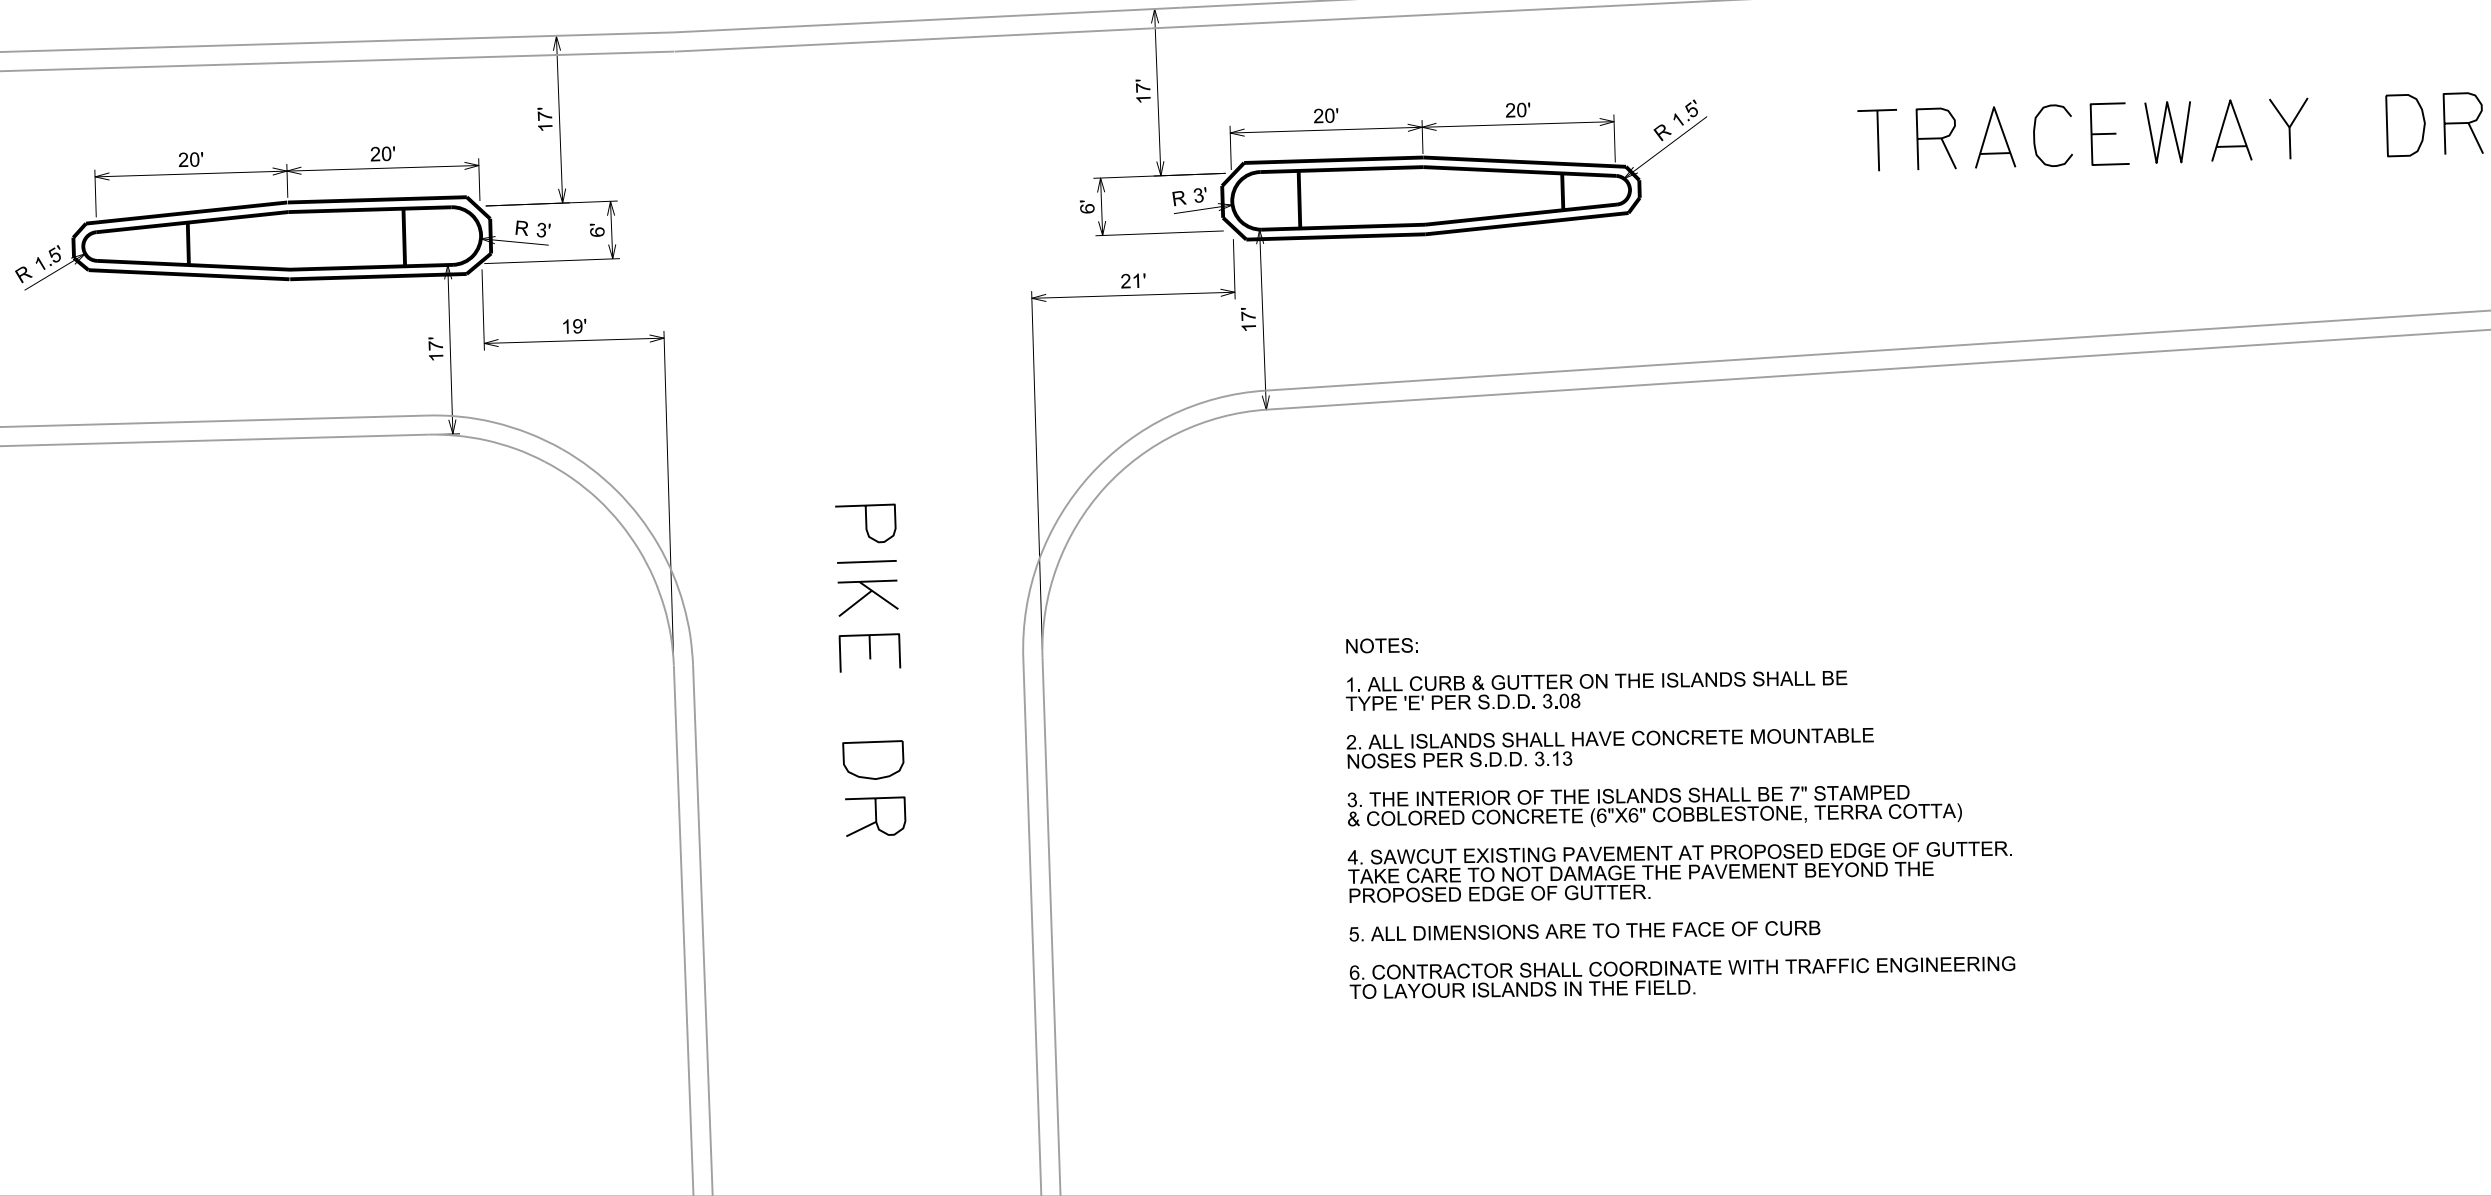 17'
17'
20'
20'
R 1.5'
TRACEWAY DR
20'
20'
R 3'
6'
R 3'
6'
R 1.5'
21'
17'
19'
17'
PIKE DR
NOTES:
1. ALL CURB & GUTTER ON THE ISLANDS SHALL BE
TYPE 'E' PER S.D.D. 3.08
2. ALL ISLANDS SHALL HAVE CONCRETE MOUNTABLE
NOSES PER S.D.D. 3.13
3. THE INTERIOR OF THE ISLANDS SHALL BE 7" STAMPED
& COLORED CONCRETE (6"X6" COBBLESTONE, TERRA COTTA)
4. SAWCUT EXISTING PAVEMENT AT PROPOSED EDGE OF GUTTER.
TAKE CARE TO NOT DAMAGE THE PAVEMENT BEYOND THE
PROPOSED EDGE OF GUTTER.
5. ALL DIMENSIONS ARE TO THE FACE OF CURB
6. CONTRACTOR SHALL COORDINATE WITH TRAFFIC ENGINEERING
TO LAYOUR ISLANDS IN THE FIELD.